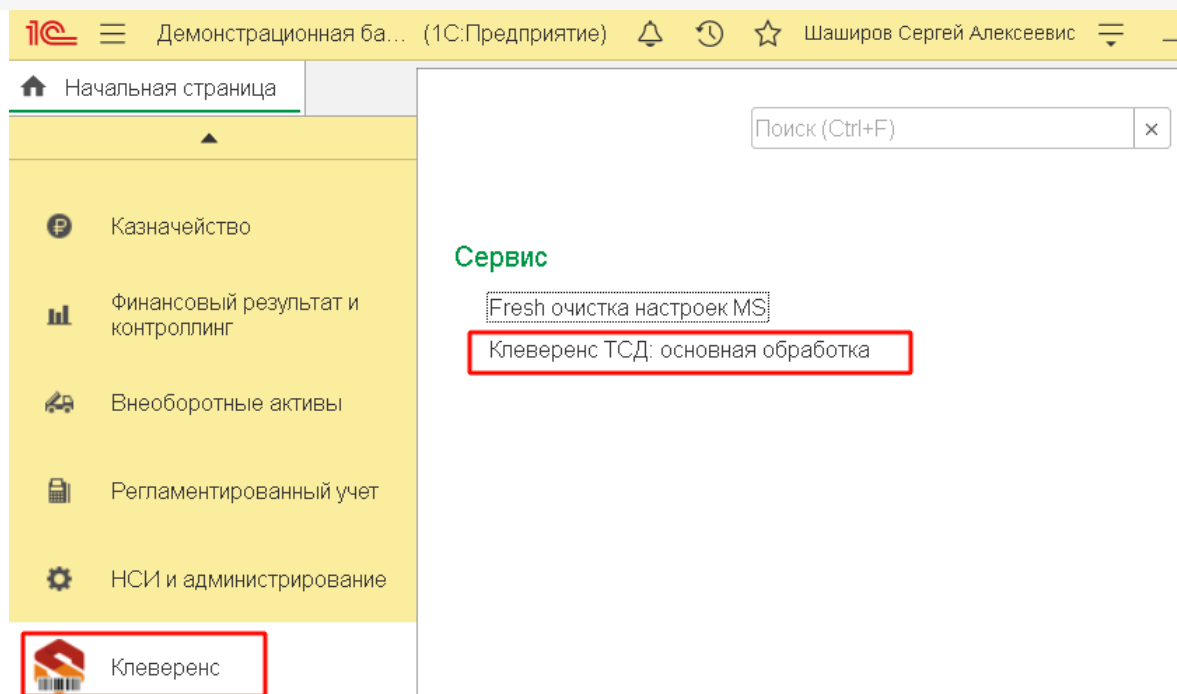 1С Демонстрационная ба... (1С:Предприятие) Шаширов Сергей Алексеевис
Начальная страница
Поиск (Ctrl+F) ×
Казначейство
Финансовый результат и
контроллинг
Внеоборотные активы
Регламентированный учет
НСИ и администрирование
Клеверенс
Сервис
Fresh очистка настроек MS
Клеверенс ТСД: основная обработка